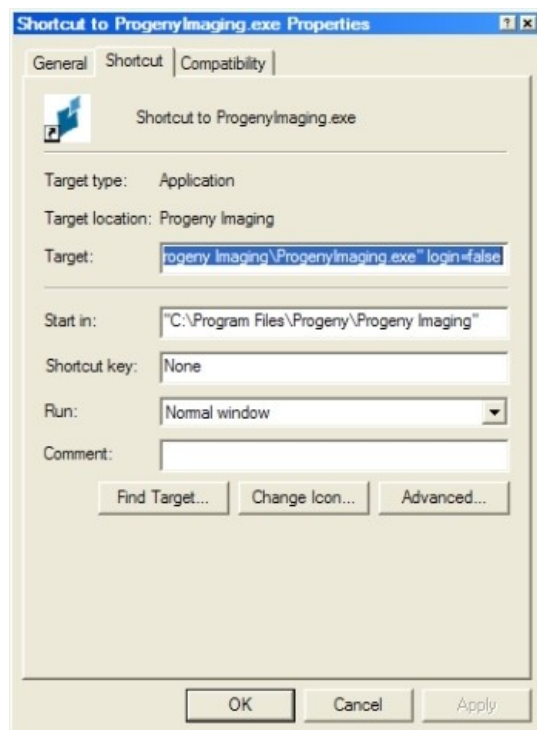 Shortcut to ProgenyImaging.exe Properties
General Shortcut Compatibility
Shortcut to ProgenyImaging.exe
Target type: Application
Target location: Progeny Imaging
Target: rogeny Imaging\ProgenyImaging.exe" login=false
Start in: "C:\Program Files\Progeny\Progeny Imaging"
Shortcut key: None
Run: Normal window
Comment:
Find Target... Change Icon... Advanced...
OK Cancel Apply